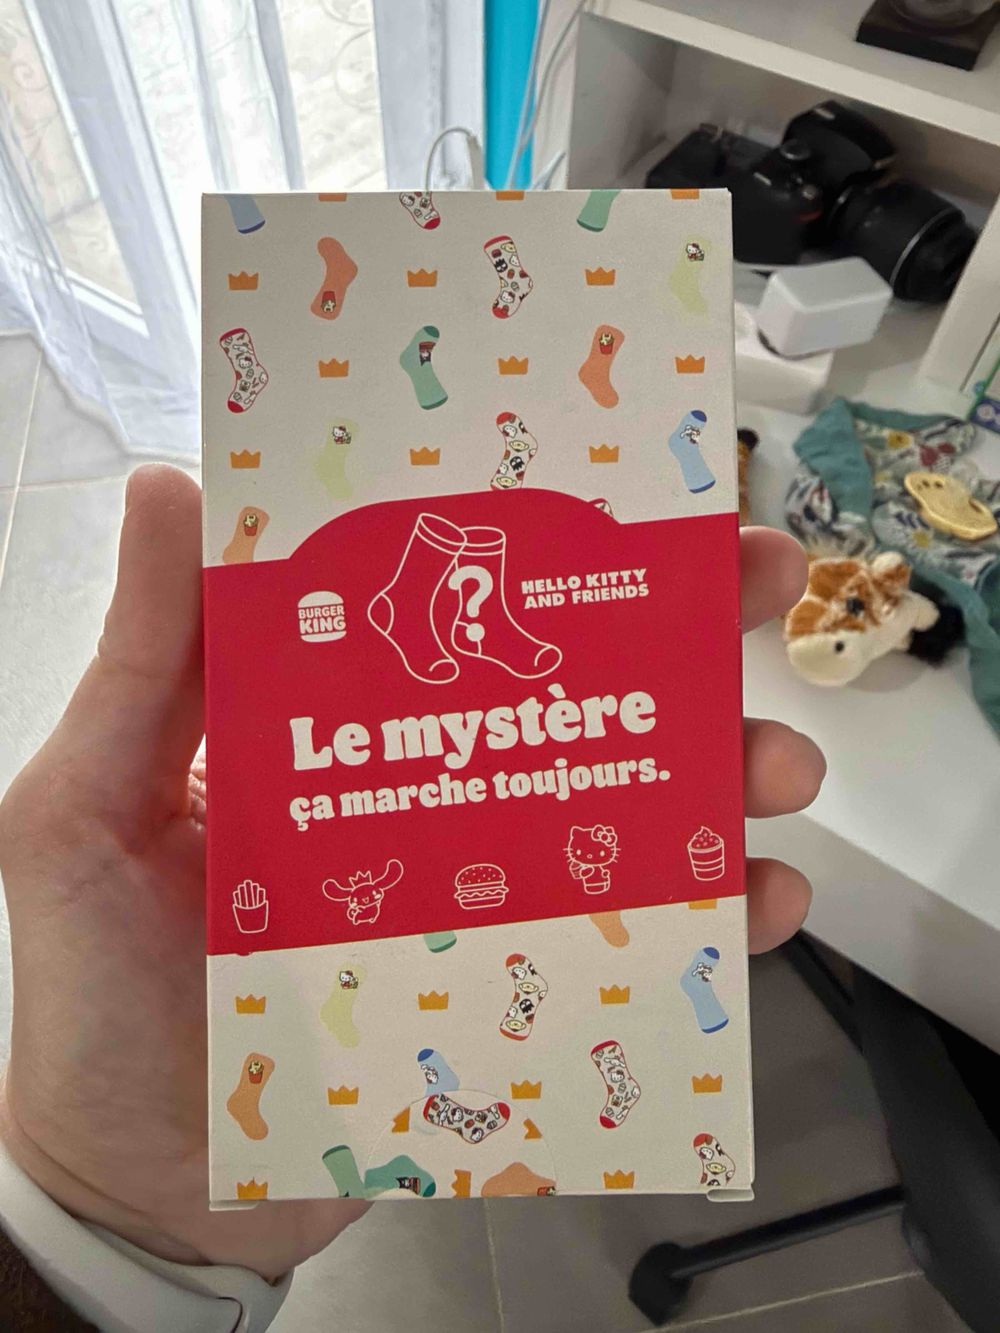 BURGER
KING
?
HELLO KITTY
AND FRIENDS
Le mystère
ça marche toujours.